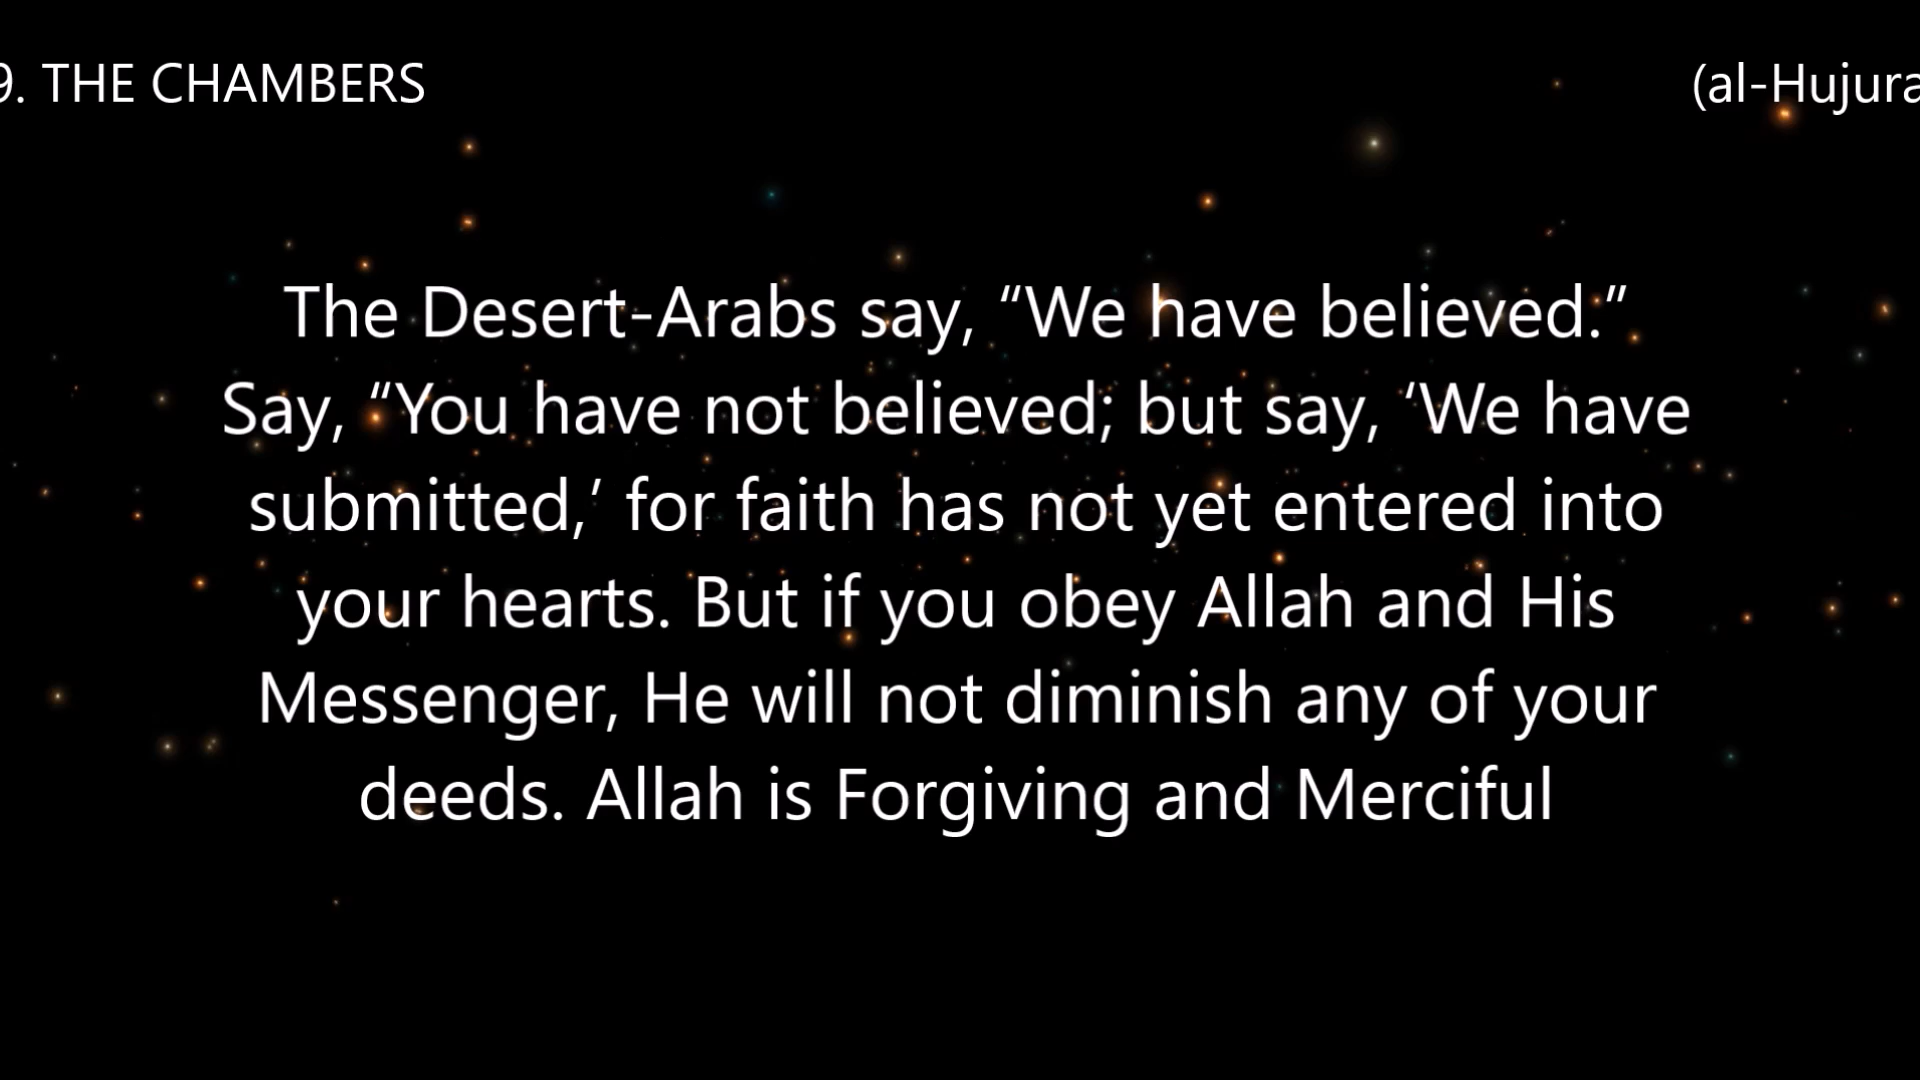 9. THE CHAMBERS
(al-Hujura
The Desert-Arabs say, “We have believed.”
Say, “You have not believed; but say, ‘We have
submitted,’ for faith has not yet entered into
your hearts. But if you obey Allah and His
Messenger, He will not diminish any of your
deeds. Allah is Forgiving and Merciful